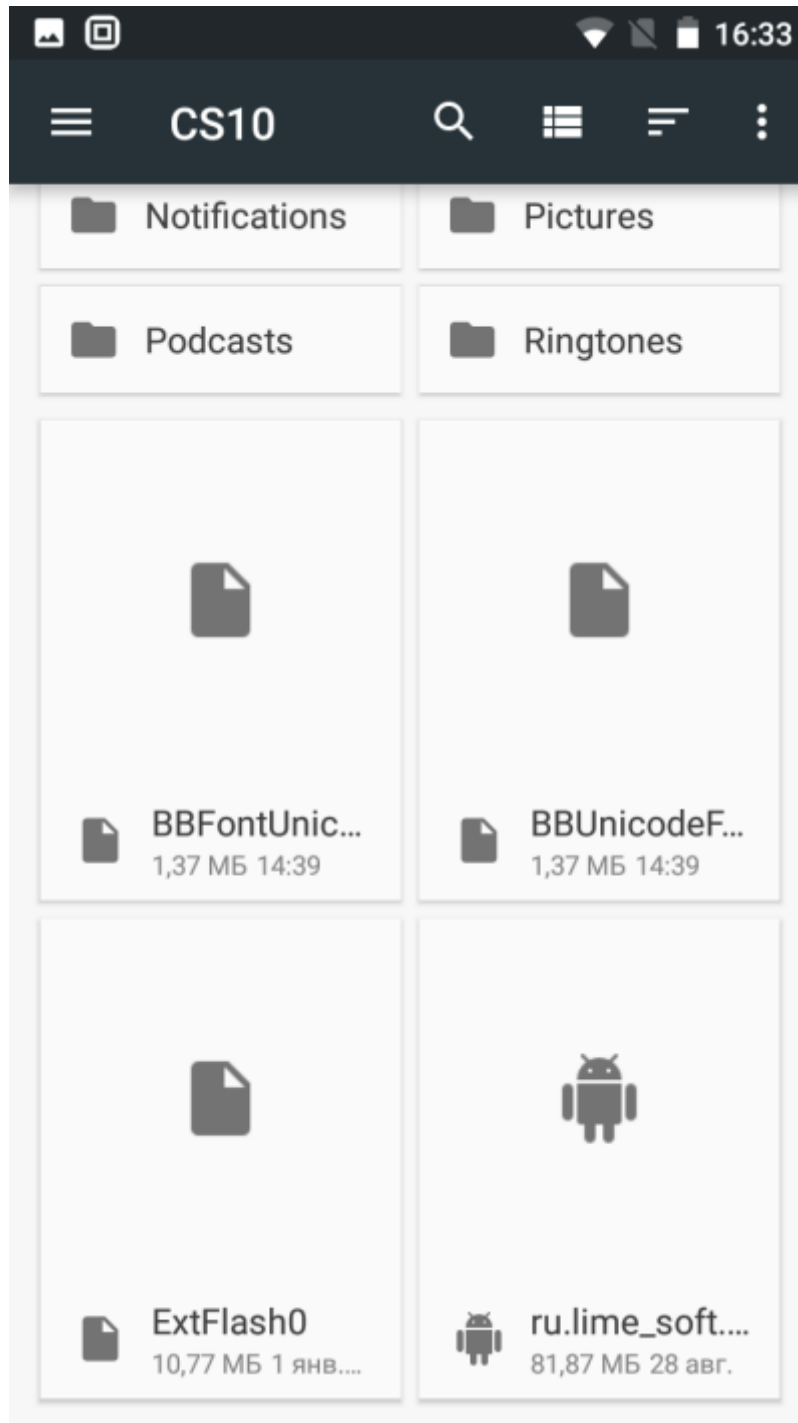 16:33
CS10
Notifications
Pictures
Podcasts
Ringtones
BBFontUnic...
1,37 МБ 14:39
BBUnicodeF...
1,37 МБ 14:39
ExtFlash0
10,77 МБ 1 янв....
ru.lime_soft....
81,87 МБ 28 авг.